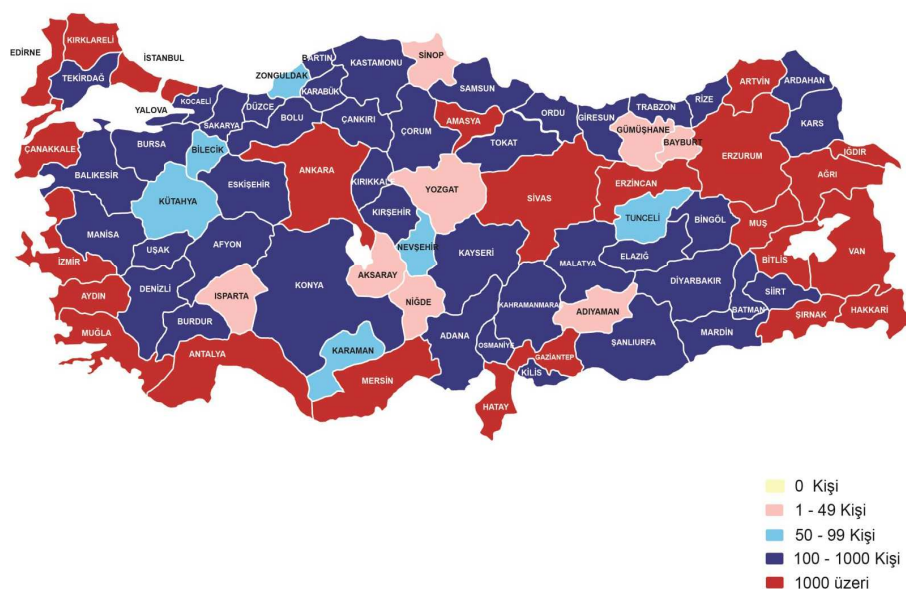 KIRKLARELİ
EDİRNE
İSTANBUL
TEKİRDAĞ
ZONGULDAK
BARTIN
KASTAMONU
SİNOP
KARABÜK
SAMSUN
KOCAELİ
YALOVA
DÜZCE
SAKARYA
BOLU
ÇANKIRI
ÇORUM
AMASYA
ORDU
GİRESUN
TRABZON
RİZE
ARTVİN
ARDAHAN
KARS
GÜMÜŞHANE
BAYBURT
TOKAT
ÇANAKKALE
BURSA
BİLECİK
BALIKESİR
ESKİŞEHİR
ANKARA
KIRIKKAL
YOZGAT
SİVAS
ERZİNCAN
ERZURUM
IĞDIR
AĞRI
KÜTAHYA
KIRŞEHİR
TUNCELİ
BİNGÖL
MUŞ
MANİSA
UŞAK
AFYON
NEVŞEHİR
KAYSERİ
MALATYA
ELAZIĞ
BİTLİS
VAN
İZMİR
AKSARAY
DİYARBAKIR
SİİRT
AYDIN
DENİZLİ
ISPARTA
KONYA
NİĞDE
KAHRAMANMARA
ADIYAMAN
BATMAN
ŞIRNAK
HAKKARİ
MUĞLA
BURDUR
ANTALYA
KARAMAN
MERSİN
ADANA
OSMANİYE
GAZİANTEP
KİLİS
ŞANLIURFA
MARDİN
HATAY
0 Kişi
1 - 49 Kişi
50 - 99 Kişi
100 - 1000 Kişi
1000 üzeri